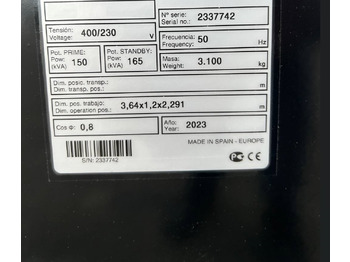 Nº serie: 2337742
Serial no.:
Tensión: 400/230 V
Voltage:
Frecuencia: 50 Hz
Frequency:
Pot. PRIME: 150
Pow: (kVA)
Pot. STANDBY: 165
Pow: (kVA)
Masa: 3.100 kg
Weight:
Dim. posic. transp.: m
Dim. transp. pos.:
Dim. pos. trabajo: 3,64x1,2x2,291 m
Dim. operation pos.:
Cos Φ: 0,8
Año: 2023
Year:
MADE IN SPAIN - EUROPE
S/N: 2337742
CE